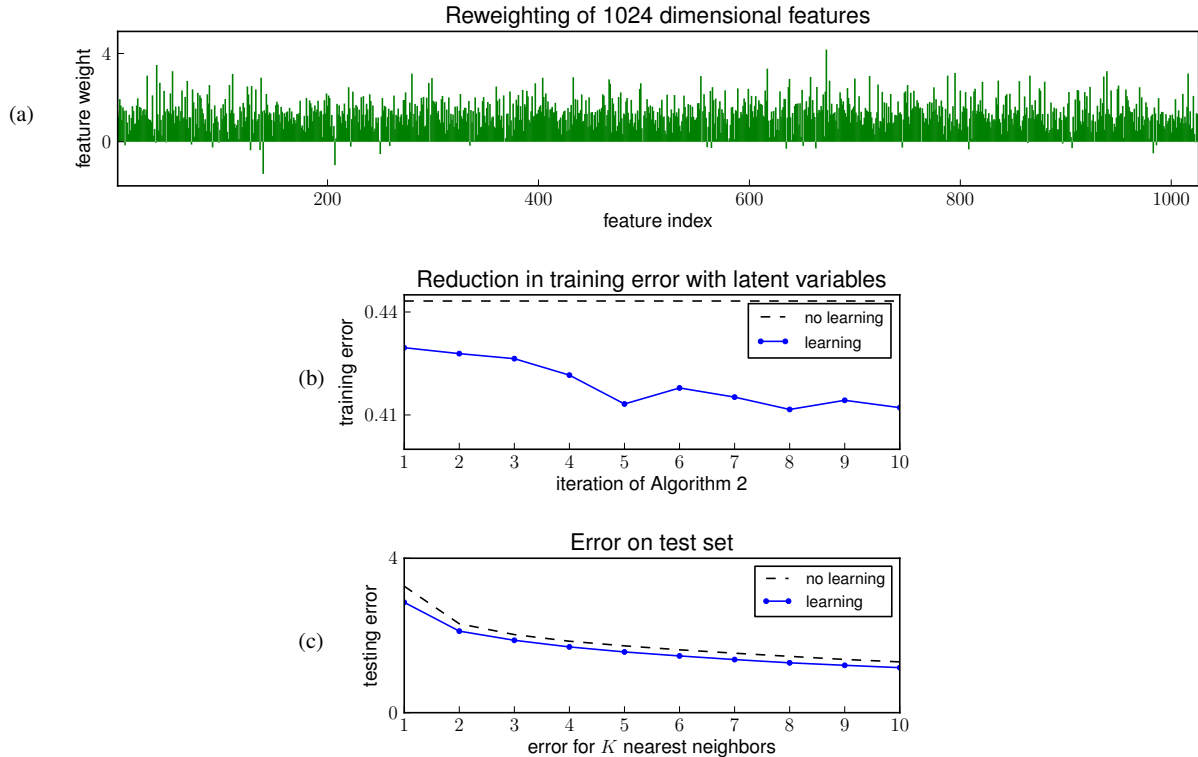 Reweighting of 1024 dimensional features
(a)
feature weight
4
0
200 400 600 800 1000
feature index
Reduction in training error with latent variables
(b)
training error
0.44
0.41
no learning
learning
1 2 3 4 5 6 7 8 9 10
iteration of Algorithm 2
Error on test set
(c)
testing error
4
0
no learning
learning
1 2 3 4 5 6 7 8 9 10
error for K nearest neighbors